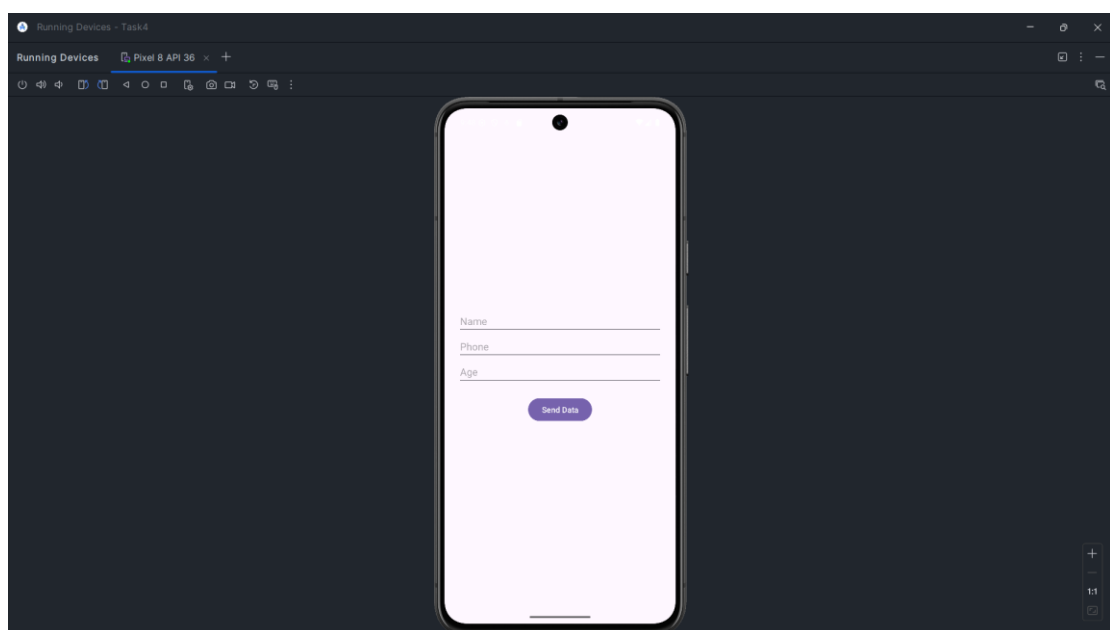 Running Devices - Task4
Running Devices Pixel 8 API 36
Name
Phone
Age
Send Data
1:1